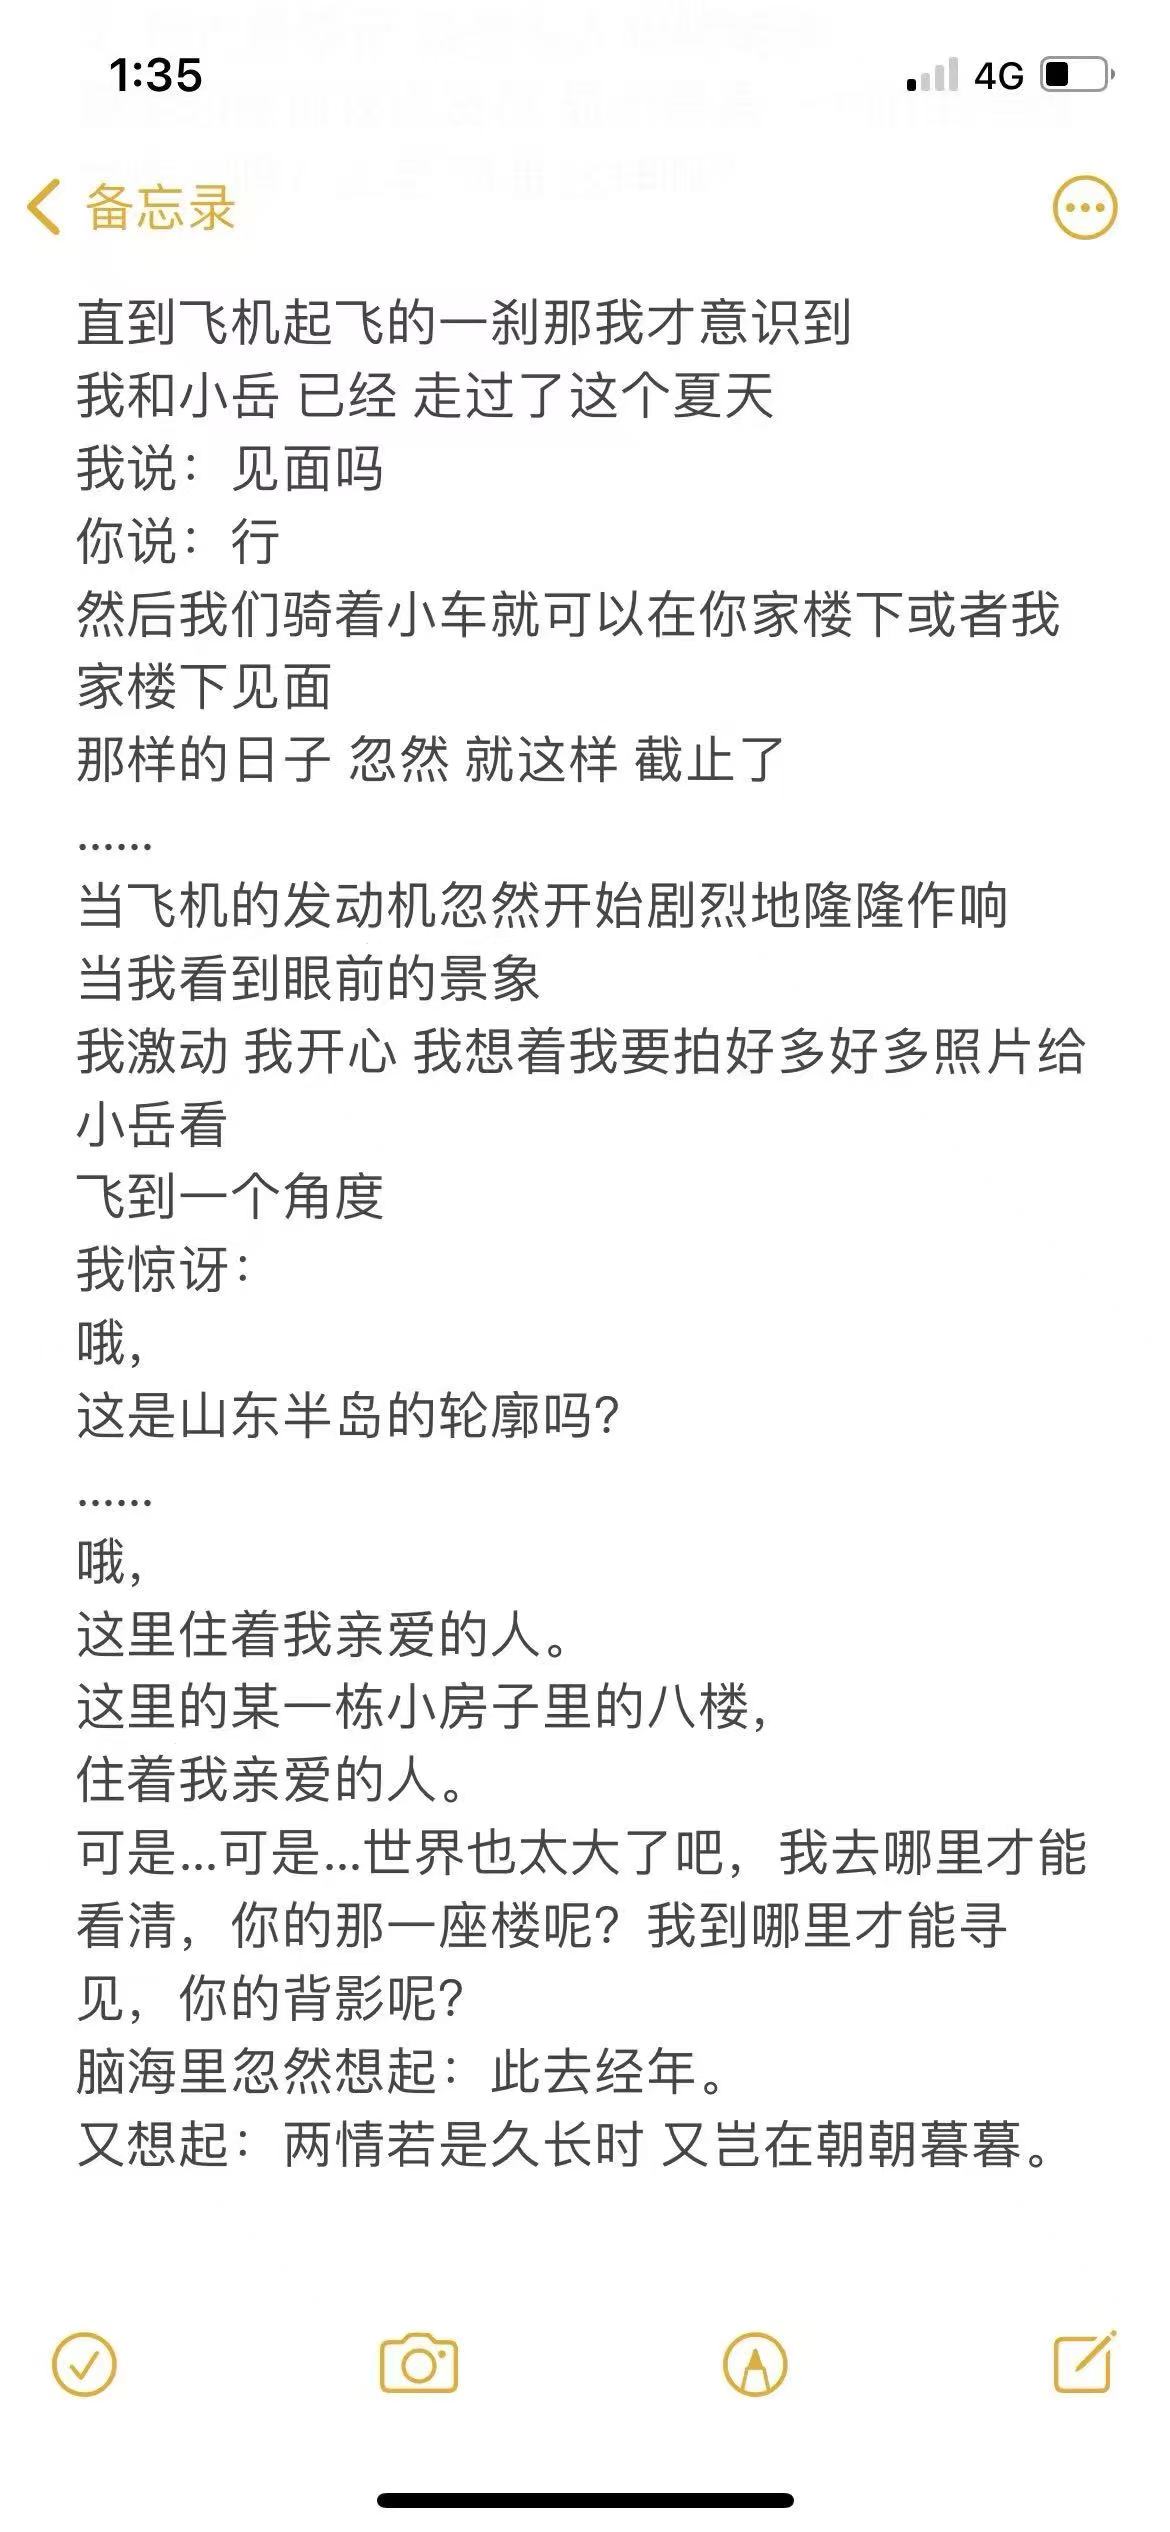 1:35
4G
备忘录
直到飞机起飞的一刹那我才意识到
我和小岳 已经 走过了这个夏天
我说：见面吗
你说：行
然后我们骑着小车就可以在你家楼下或者我
家楼下见面
那样的日子 忽然 就这样 截止了
……
当飞机的发动机忽然开始剧烈地隆隆作响
当我看到眼前的景象
我激动 我开心 我想着我要拍好多好多照片给
小岳看
飞到一个角度
我惊讶：
哦，
这是山东半岛的轮廓吗？
……
哦，
这里住着我亲爱的人。
这里的某一栋小房子里的八楼，
住着我亲爱的人。
可是…可是…世界也太大了吧，我去哪里才能
看清，你的那一座楼呢？我到哪里才能寻
见，你的背影呢？
脑海里忽然想起：此去经年。
又想起：两情若是久长时 又岂在朝朝暮暮。